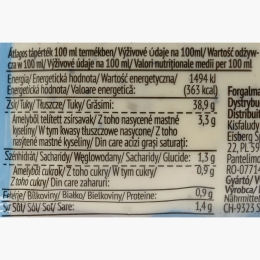 Átlagos tápérték 100 ml termékben/ Výživové údaje na 100ml/ Wartość odżyw-
cza w 100 ml/ Výživové údaje na 100 ml/ Valori nutriționale medii per 100 ml
Energia/ Energetická hodnota/ Wartość energetyczna/ 1494 kJ
Energetická hodnota/ Valoare energetică: (363 kcal)
Zsír/ Tuky/ Tłuszcze/ Tuky/ Grăsimi: 38,9 g
Amelyből telített zsírsavak/ Z toho nasycené mastné 3,3 g
kyseliny/ W tym kwasy tłuszczowe nasycone/ Z toho
nasýtené mastné kyseliny/ Din care acizi grași saturați:
Szénhidrát/ Sacharidy/ Węglowodany/ Sacharidy/ Glucide: 1,3 g
Amelyből cukrok/ Z toho cukry/ W tym cukry/ 0,9 g
Z toho cukry/ Din care zaharuri:
Fehérje/ Bílkoviny/ Białko/ Bielkoviny/ Proteine: 0,9 g
Só/ Sůl/ Sól/ Soľ/ Sare: 1,4 g
Forgalma
Dystrybu
Distribuit
Kisfaludy
Eisberg S
22, PL 59
Pantelimo
RO-07714
Gyártó/ V
Výrobca/
Nährmittel
CH-9323 S